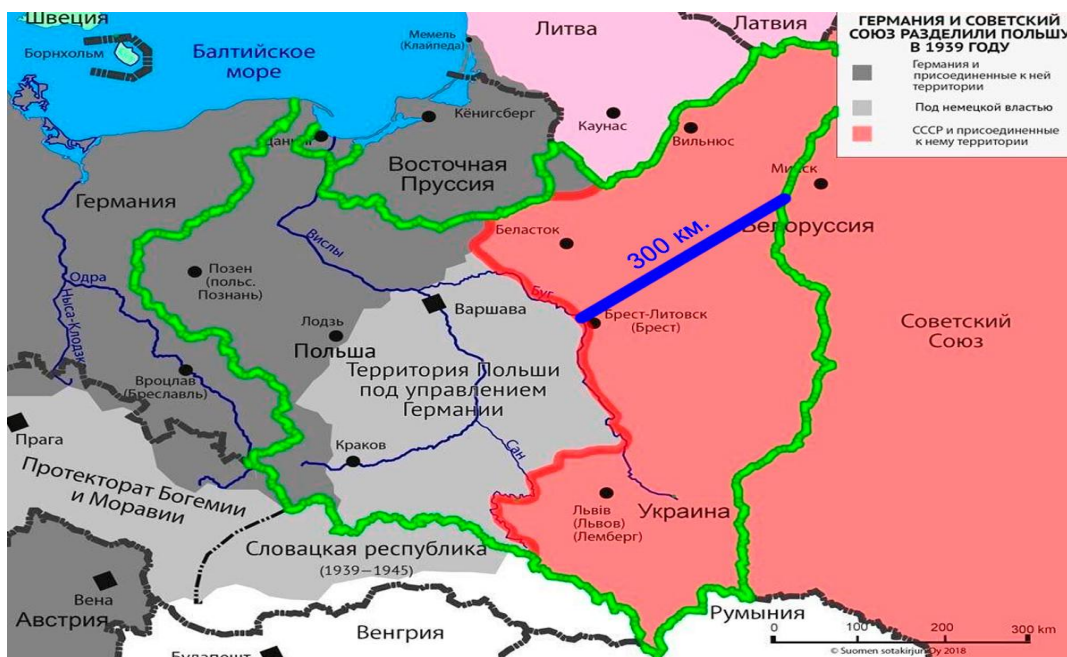 Швеция
Борнхольм
Балтийское
море
Мемель
(Клайпеда)
Литва
Латвия
ГЕРМАНИЯ И СОВЕТСКИЙ
СОЮЗ РАЗДЕЛИЛИ ПОЛЬШУ
В 1939 ГОДУ
Германия и
присоединенные к ней
территории
Под немецкой властью
СССР и присоединенные
к нему территории
Кёнигсберг
Каунас
Вильнюс
Восточная
Пруссия
Минск
Германия
Белоруссия
Беласток
300 км.
Вислы
Позен
(польс.
Познань)
Одра
Буг
Варшава
Брест-Литовск
(Брест)
Лодзь
Польша
Советский
Союз
Территория Польши
под управлением
Германии
Вроцлав
(Бреславль)
Прага
Краков
Сан
Протекторат Богемии
и Моравии
Львів
(Львов)
(Лемберг)
Украина
Словацкая республика
(1939—1945)
Вена
Австрия
Венгрия
Румыния
0 100 200 300 km
© Suomen sotakirjuri Oy 2018